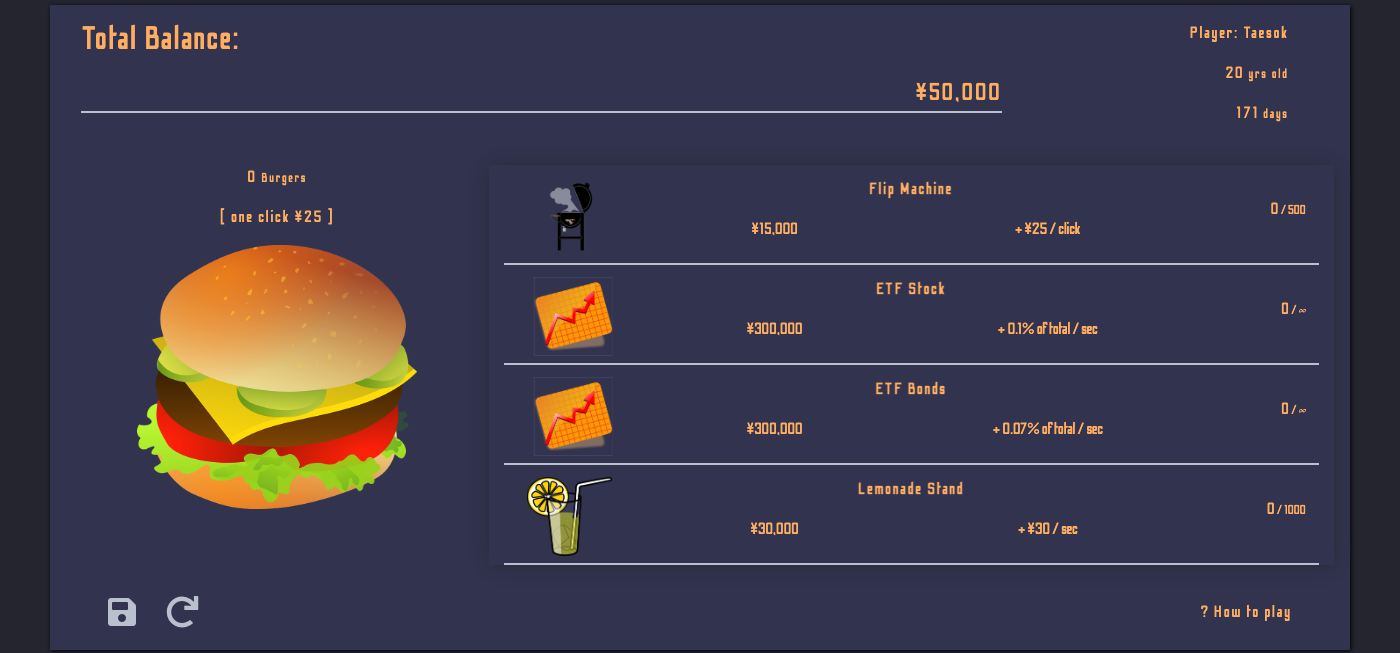 Total Balance:
¥50,000
Player: Taesok
20 yrs old
171 days
0 Burgers
[ one click ¥25 ]
Flip Machine
¥15,000
+ ¥25 / click
0 / 500
ETF Stock
¥300,000
+ 0.1% of total / sec
0 / ∞
ETF Bonds
¥300,000
+ 0.07% of total / sec
0 / ∞
Lemonade Stand
¥30,000
+ ¥30 / sec
0 / 1000
? How to play